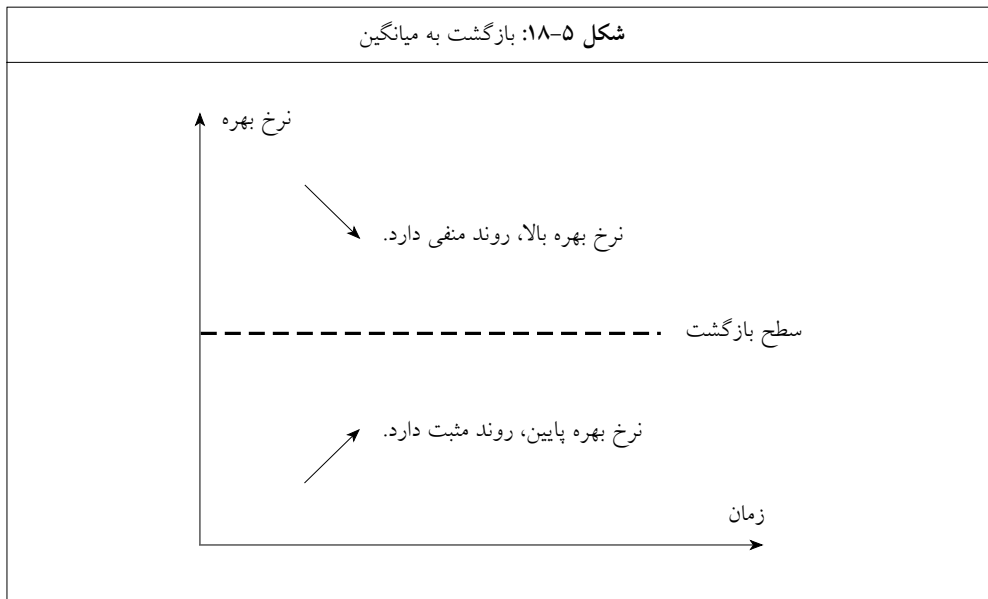 شکل ۵-۱۸: بازگشت به میانگین
نرخ بهره
نرخ بهره بالا، روند منفی دارد.
سطح بازگشت
نرخ بهره پایین، روند مثبت دارد.
زمان